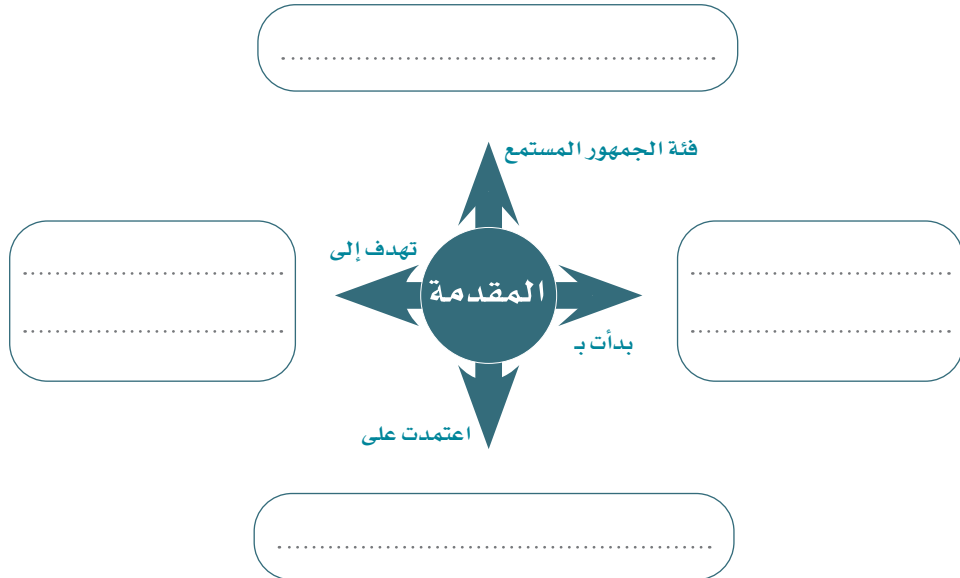 فئة الجمهور المستمع
تهدف إلى
المقدمة
بدأت بـ
اعتمدت على